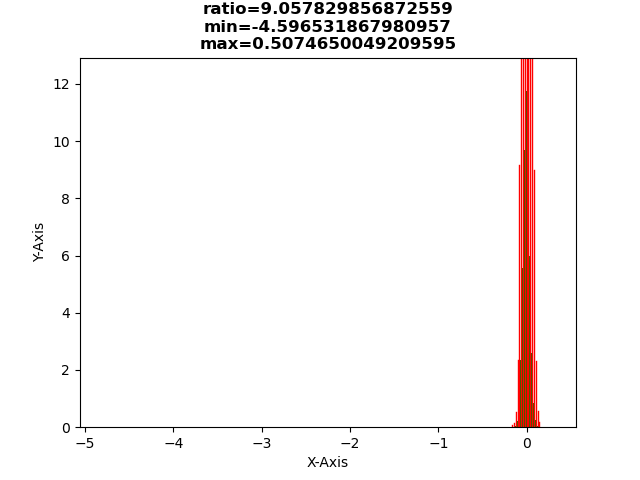 ratio=9.057829856872559
min=-4.596531867980957
max=0.5074650049209595
12
10
8
6
4
2
0
Y-Axis
−5
−4
−3
−2
−1
0
X-Axis